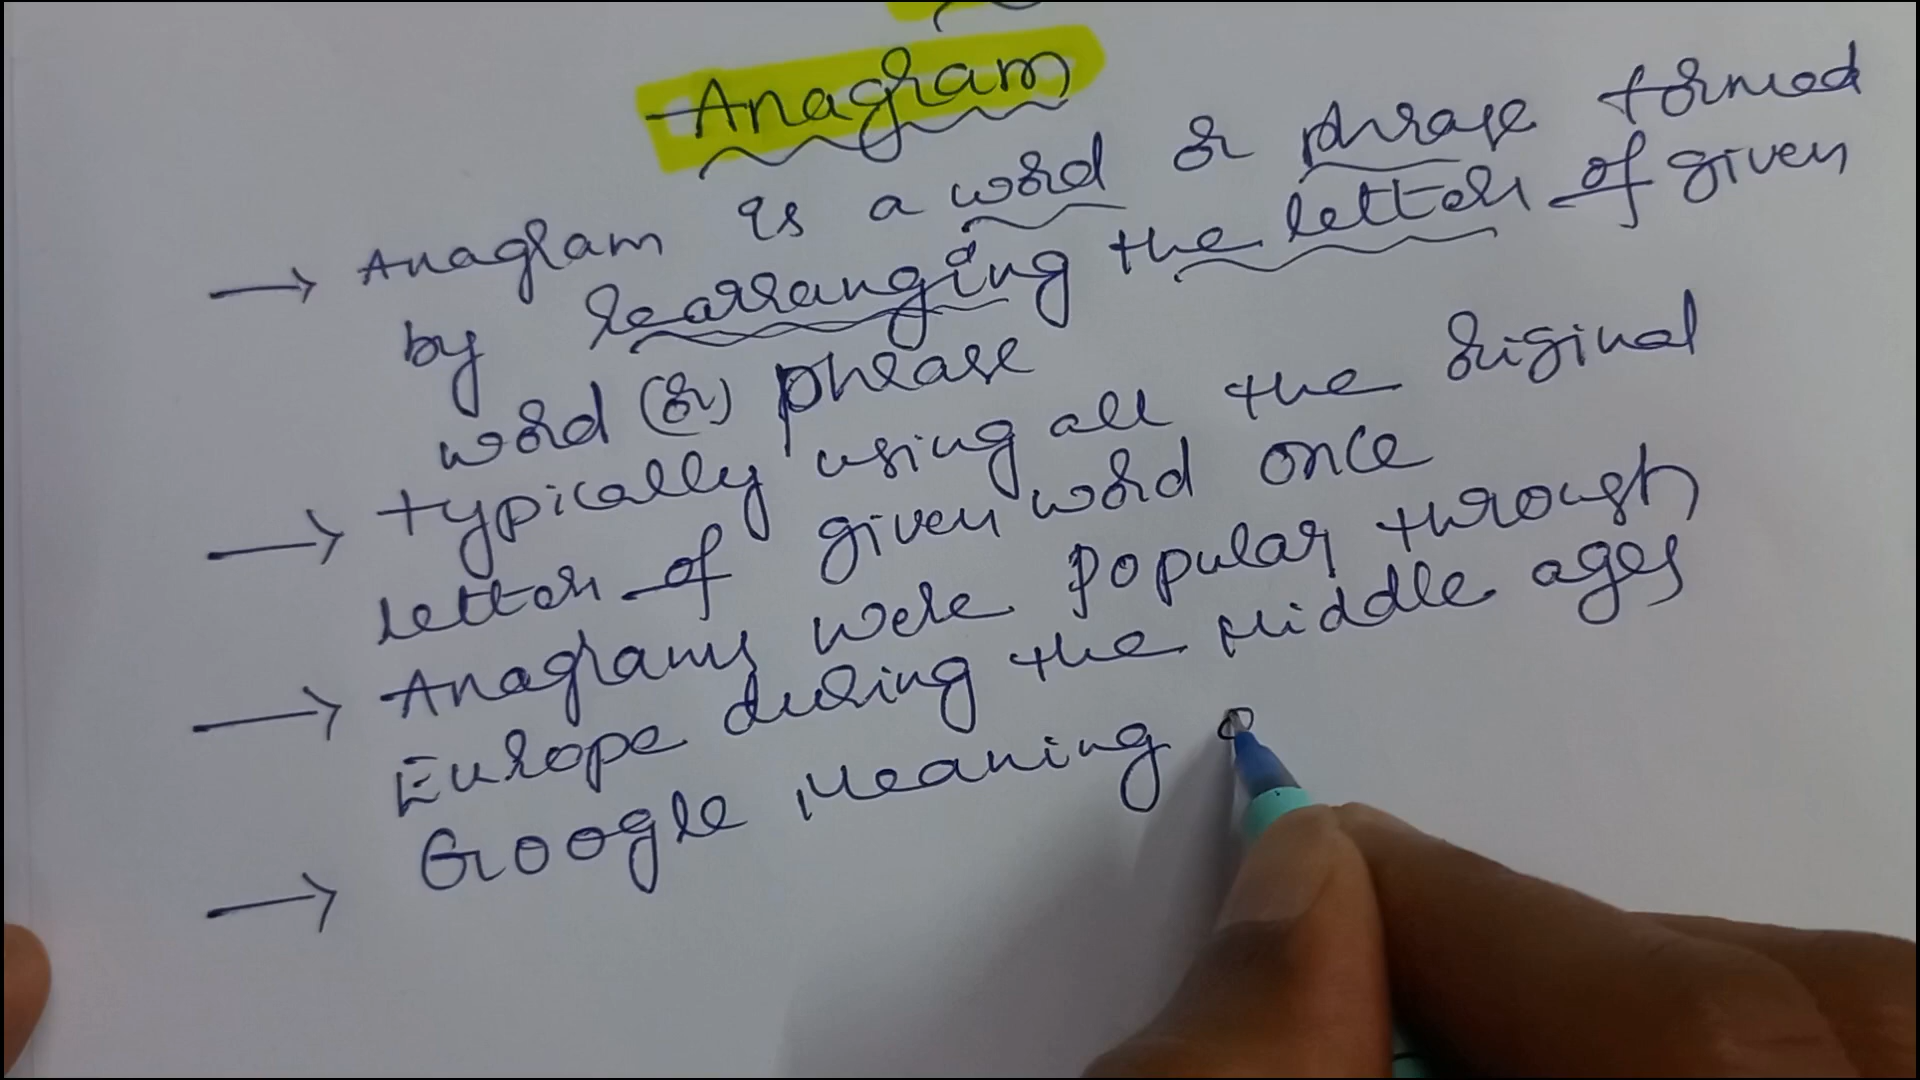 Anagram
→ Anagram is a word or phrase formed
by rearranging the letters of given
word (or) phrase
→ typically using all the original
letters of given word once
→ Anagrams were popular through
Europe during the Middle ages
→ Google Meaning